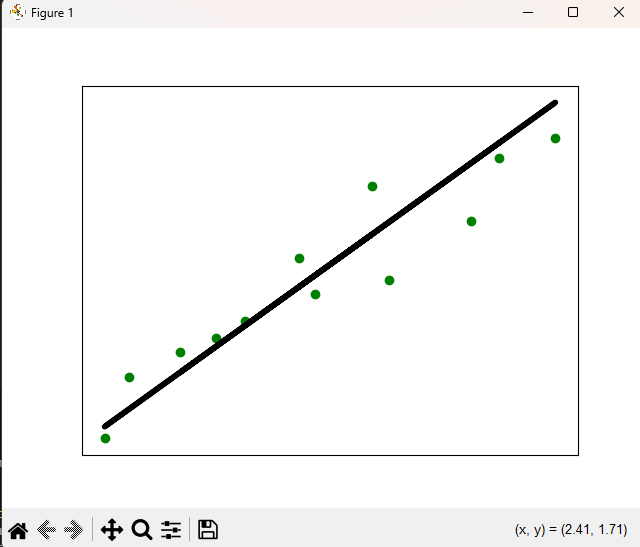 Figure 1
(x, y) = (2.41, 1.71)